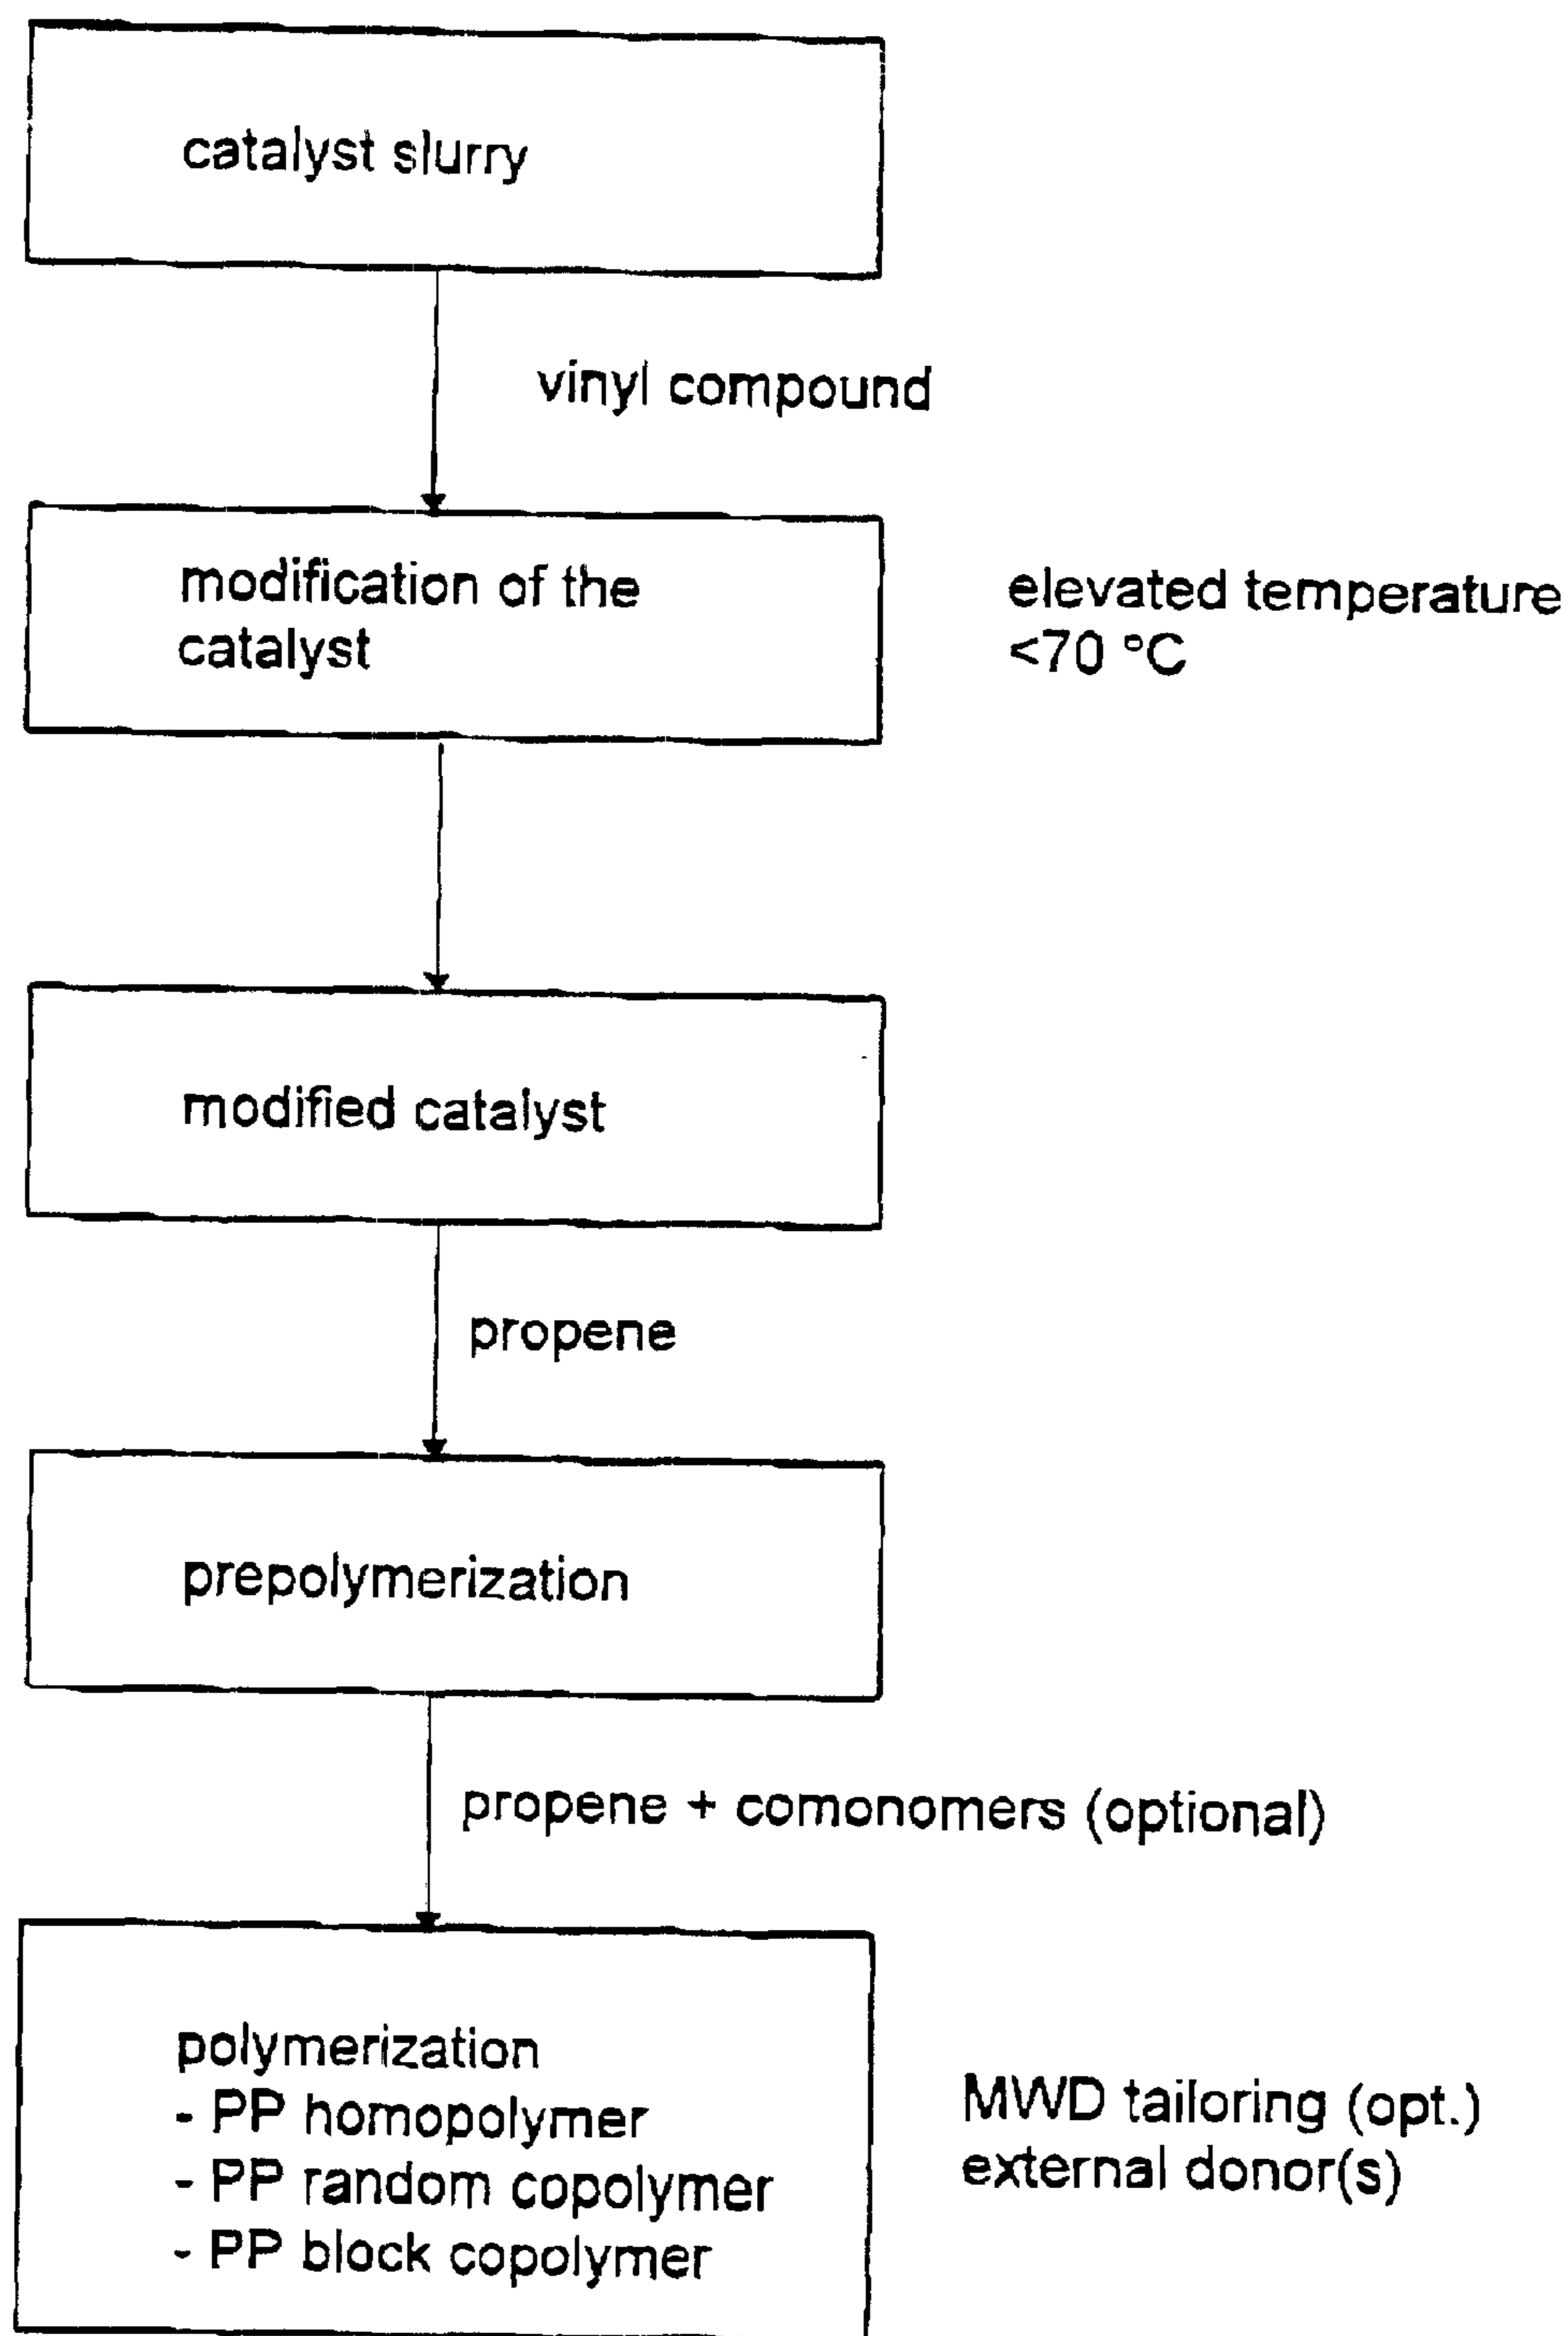 catalyst slurry
vinyl compound
modification of the
catalyst
elevated temperature
<70 °C
modified catalyst
propene
prepolymerization
propene + comonomers (optional)
polymerization
- PP homopolymer
- PP random copolymer
- PP block copolymer
MWD tailoring (opt.)
external donor(s)